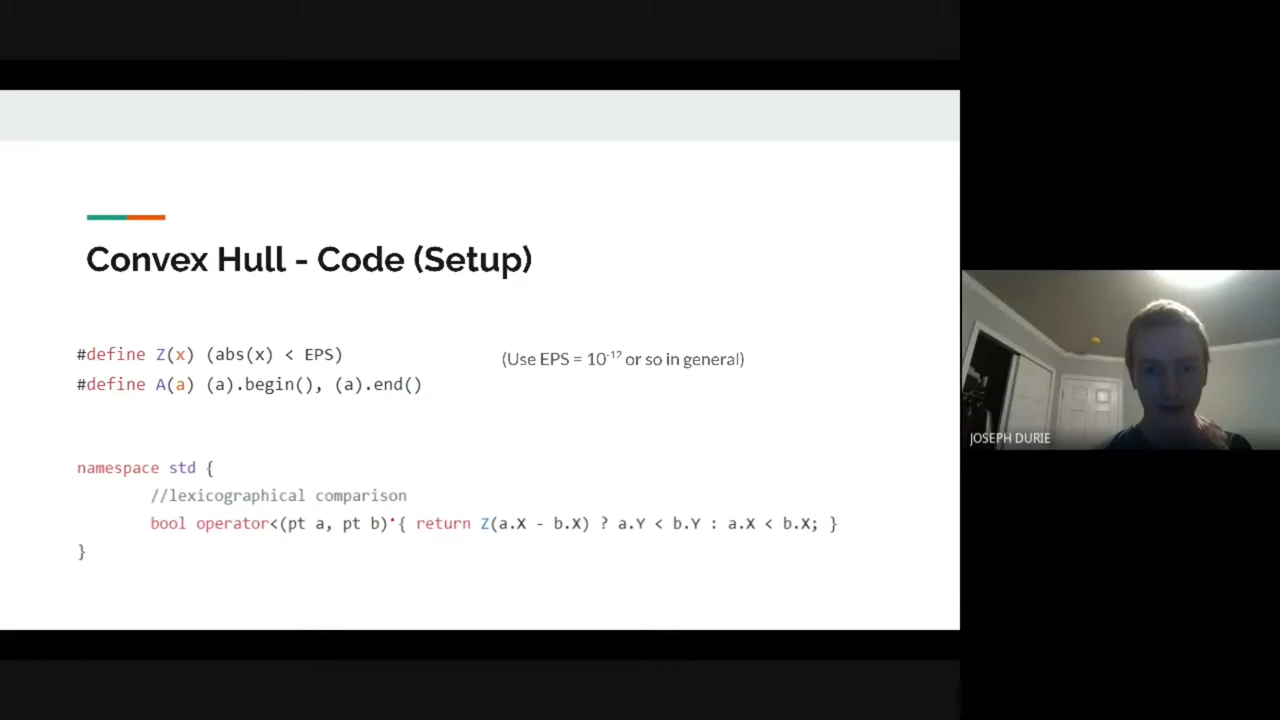 Convex Hull - Code (Setup)
#define Z(x) (abs(x) < EPS)
(Use EPS = 10⁻¹² or so in general)
#define A(a) (a).begin(), (a).end()
namespace std {
//lexicographical comparison
bool operator<(pt a, pt b) { return Z(a.X - b.X) ? a.Y < b.Y : a.X < b.X; }
}
JOSEPH DURIE